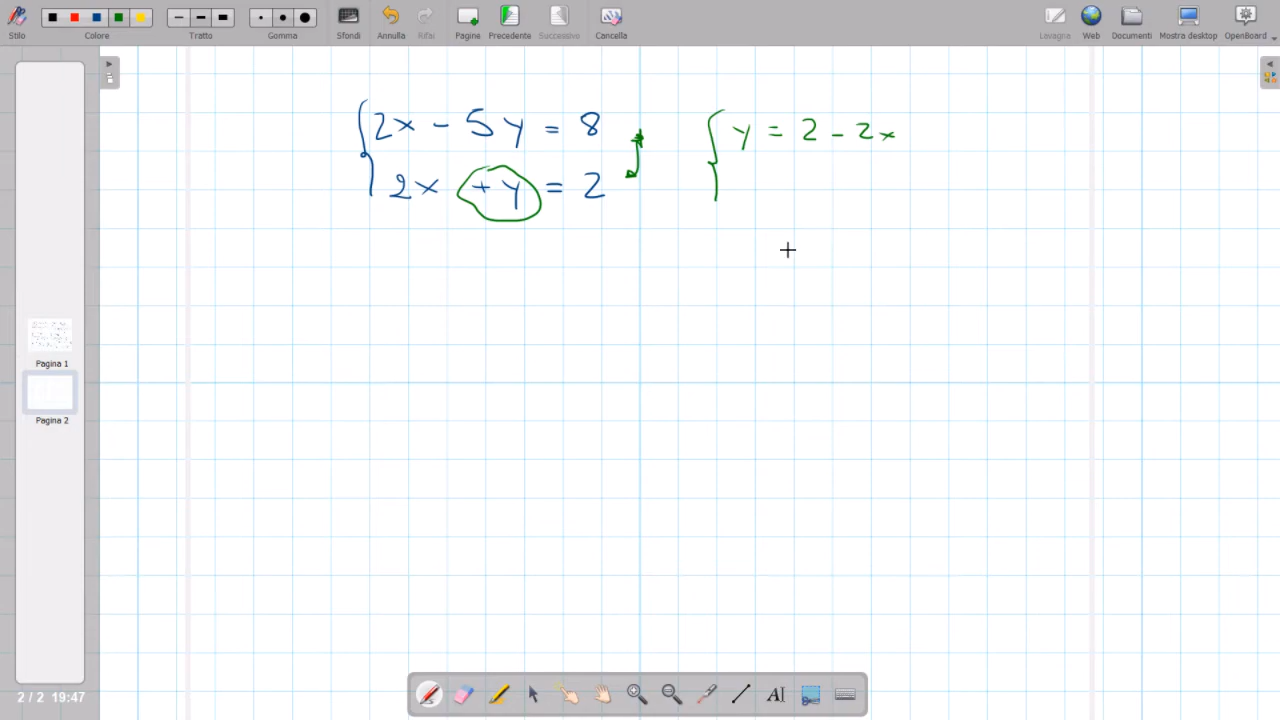 Stilo Colore Tratto Gomma Sfondi Annulla Rifai Pagine Precedente Successivo Cancella Lavagna Web Documenti Mostra desktop OpenBoard
2x - 5y = 8
2x + y = 2
y = 2 - 2x
Pagina 1
Pagina 2
2 / 2 19:47
AI